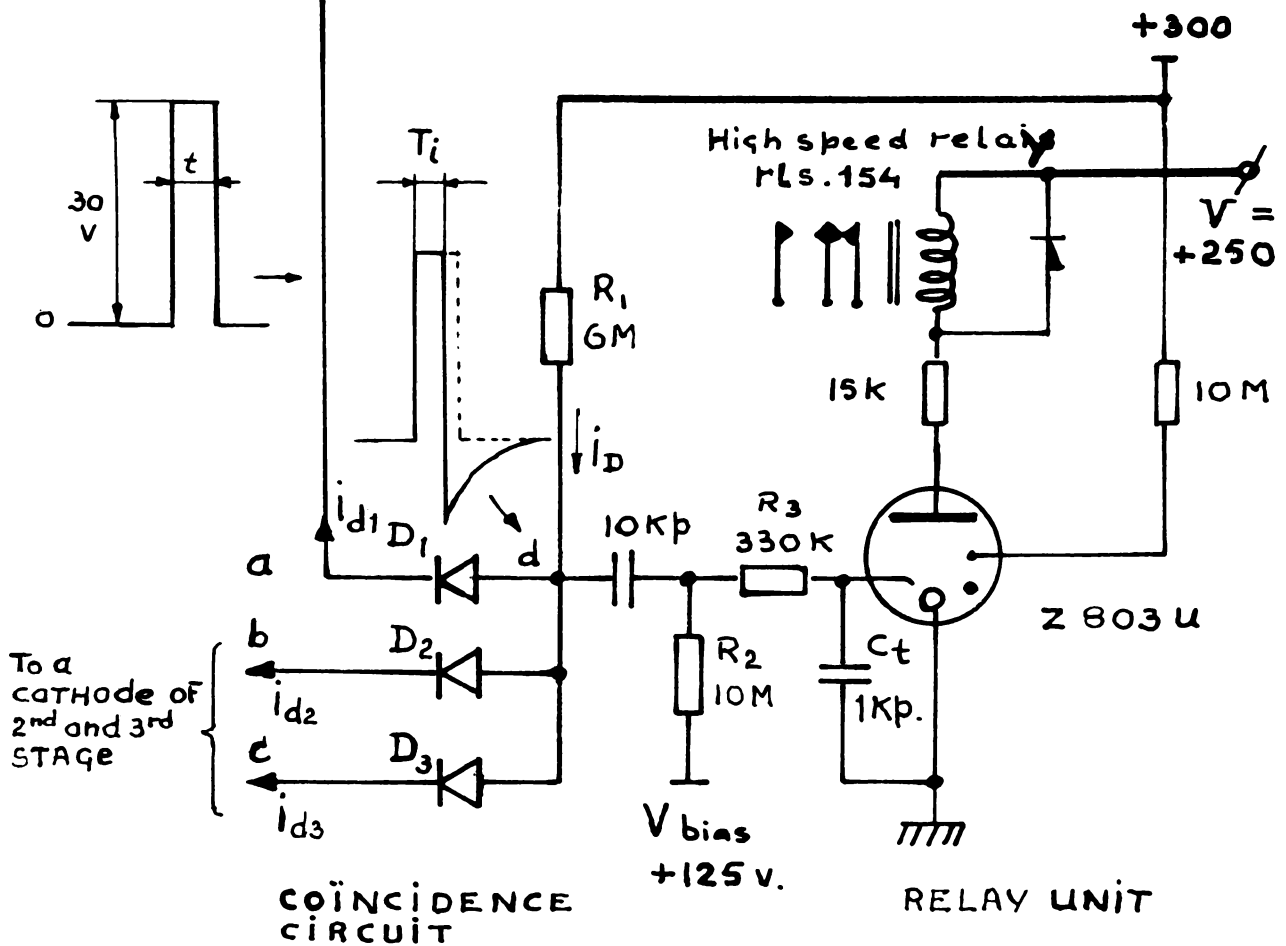 +300
High speed relaỳs
rls.154
V =
+250
Ti
t
30
V
0
R1
6M
15K
10M
iD
id1
D1
a
d
10Kp
R3
330K
Z 803 U
b
D2
id2
R2
10M
Ct
1Kp.
To a
CATHode oF
2nd and 3rd
STAGe
c
D3
id3
V bias
+125 v.
COÏNCiDENCE
CiRCUiT
RELAY UNiT